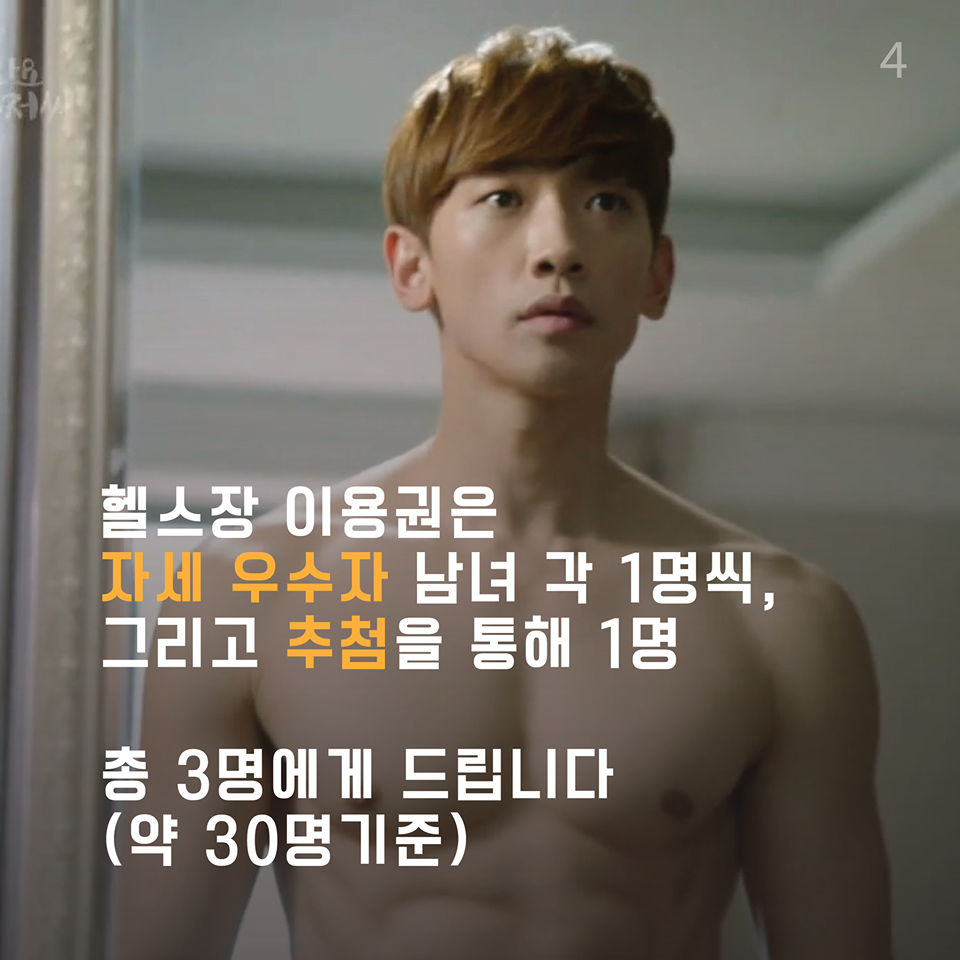 4
헬스장 이용권은
자세 우수자 남녀 각 1명씩,
그리고 추첨을 통해 1명
총 3명에게 드립니다
(약 30명기준)